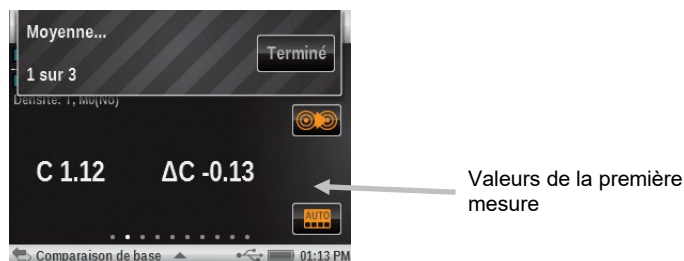 Moyenne...
Terminé
1 sur 3
Densité: T, M0(No)
C 1.12 ΔC -0.13
AUTO
Valeurs de la première
mesure
Comparaison de base 01:13 PM